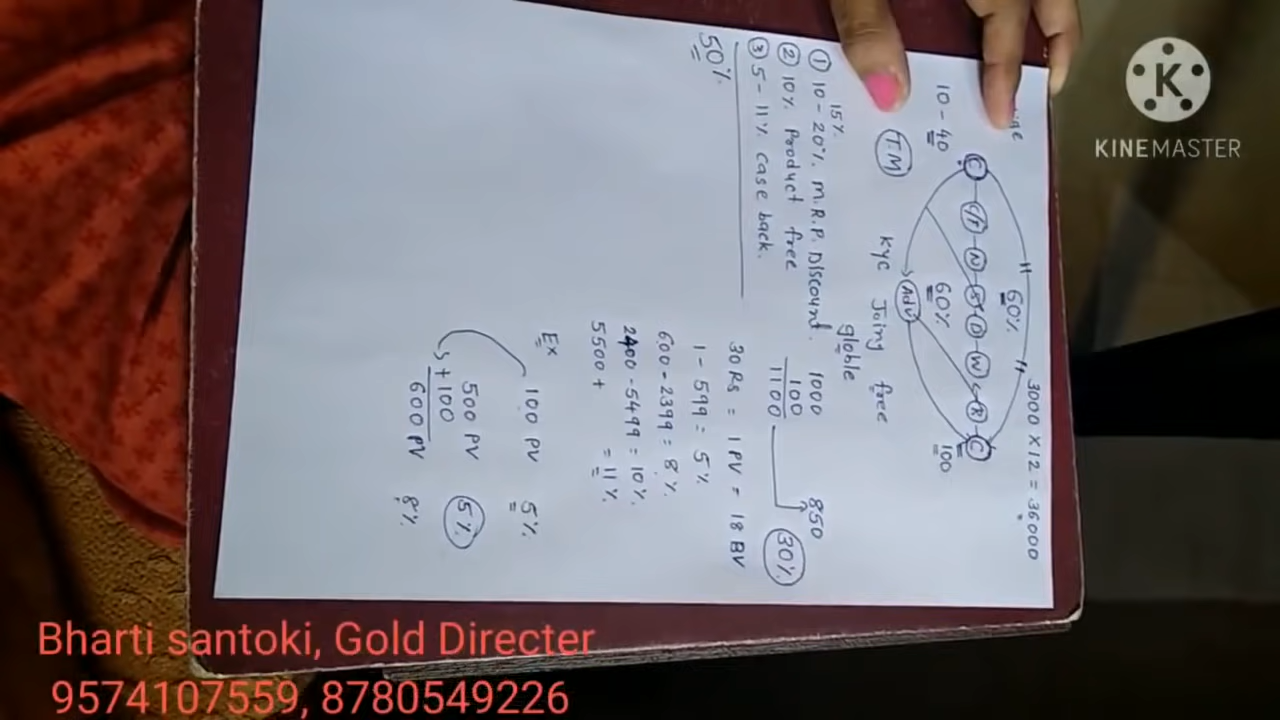 3000 X 12 = 36000
60%
10 - 40
C
N
S
D
W
R
C
100
60%
Adv
T.M
kyc Joing free
globle
15%
① 10 - 20% M.R.P. Discount.
② 10% Product free
③ 5 - 11% case back.
50%
1000
100
1100
850
30%
30 Rs = 1 PV = 18 BV
1 - 599 = 5%
600 - 2399 = 8%
2400 - 5499 = 10%
5500 + = 11%
Ex
100 PV 5%
500 PV 5%
+ 100
600 PV 8%
K
KINEMASTER
Bharti santoki, Gold Directer
9574107559, 8780549226